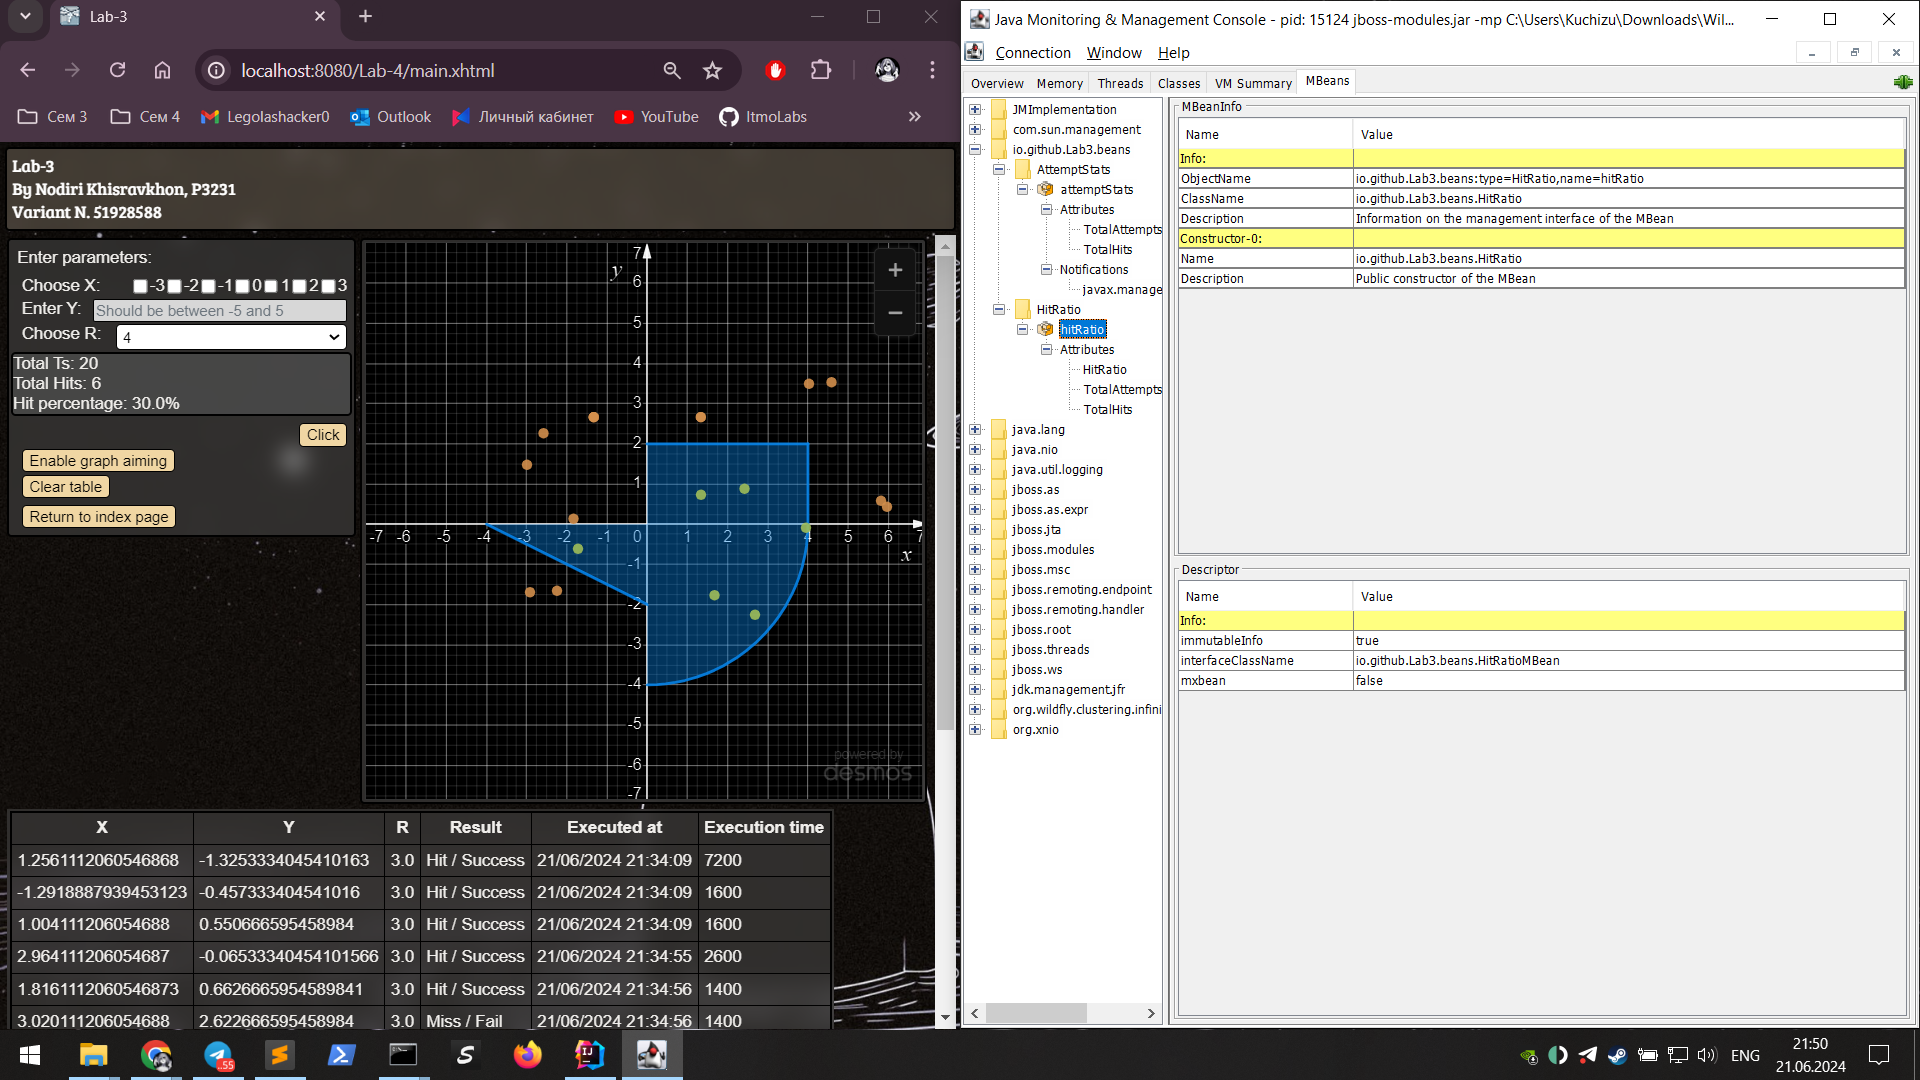 Lab-3
localhost:8080/Lab-4/main.xhtml
Сем 3
Сем 4
Legolashacker0
Outlook
Личный кабинет
YouTube
ItmoLabs
»
Lab-3
By Nodiri Khisravkhon, P3231
Variant N. 51928588
Enter parameters:
Choose X: -3 -2 -1 0 1 2 3
Enter Y: Should be between -5 and 5
Choose R: 4
Total Ts: 20
Total Hits: 6
Hit percentage: 30.0%
Click
Enable graph aiming
Clear table
Return to index page
y
7
6
5
4
3
2
1
-7 -6 -5 -4 -3 -2 -1 0 1 2 3 4 5 6 7
x
-1
-2
-3
-4
-5
-6
-7
+
−
powered by
desmos
X Y R Result Executed at Execution time
1.2561112060546868 -1.3253334045410163 3.0 Hit / Success 21/06/2024 21:34:09 7200
-1.2918887939453123 -0.457333404541016 3.0 Hit / Success 21/06/2024 21:34:09 1600
1.004111206054688 0.550666595458984 3.0 Hit / Success 21/06/2024 21:34:09 1600
2.964111206054687 -0.06533340454101566 3.0 Hit / Success 21/06/2024 21:34:55 2600
1.8161112060546873 0.6626665954589841 3.0 Hit / Success 21/06/2024 21:34:56 1400
3.020111206054688 2.622666595458984 3.0 Miss / Fail 21/06/2024 21:34:56 1400
Java Monitoring & Management Console - pid: 15124 jboss-modules.jar -mp C:\Users\Kuchizu\Downloads\Wil...
Connection Window Help
Overview Memory Threads Classes VM Summary MBeans
JMImplementation
com.sun.management
io.github.Lab3.beans
AttemptStats
attemptStats
Attributes
TotalAttempts
TotalHits
Notifications
javax.manage
HitRatio
hitRatio
Attributes
HitRatio
TotalAttempts
TotalHits
java.lang
java.nio
java.util.logging
jboss.as
jboss.as.expr
jboss.jta
jboss.modules
jboss.msc
jboss.remoting.endpoint
jboss.remoting.handler
jboss.root
jboss.threads
jboss.ws
jdk.management.jfr
org.wildfly.clustering.infini
org.xnio
MBeanInfo
Name Value
Info:
ObjectName io.github.Lab3.beans:type=HitRatio,name=hitRatio
ClassName io.github.Lab3.beans.HitRatio
Description Information on the management interface of the MBean
Constructor-0:
Name io.github.Lab3.beans.HitRatio
Description Public constructor of the MBean
Descriptor
Name Value
Info:
immutableInfo true
interfaceClassName io.github.Lab3.beans.HitRatioMBean
mxbean false
55
ENG
21:50
21.06.2024